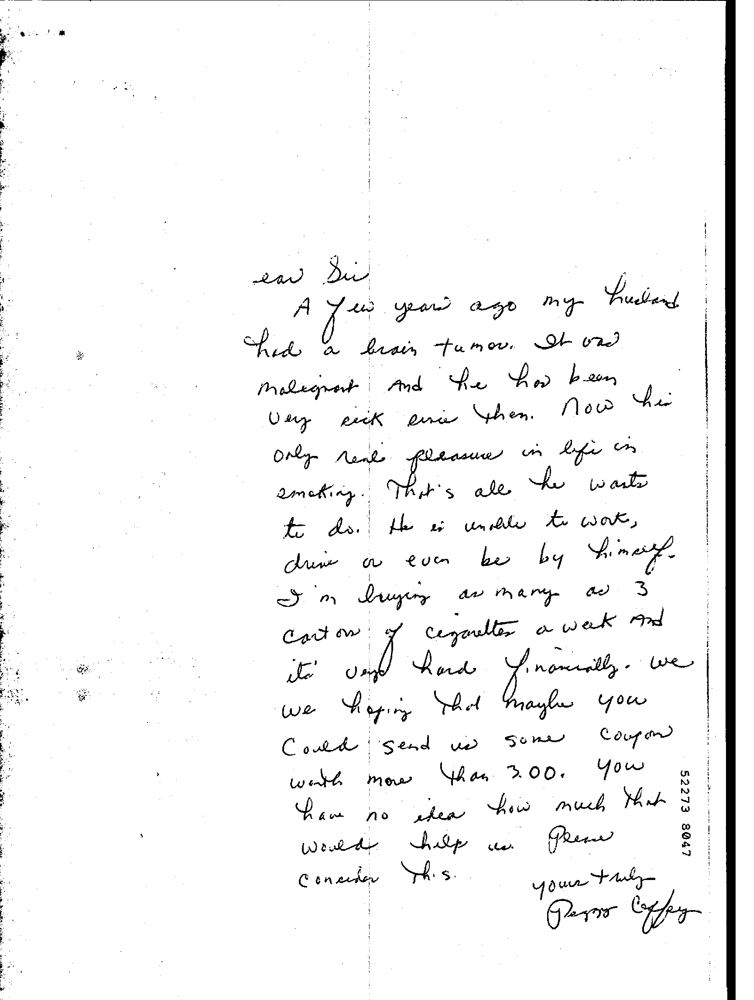 ear Sir
A few years ago my husband
had a brain tumor. It was
malignant And he has been
very sick since then. Now his
only real pleasure in life is
smoking. That's all he wants
to do. He is unable to work,
drive or even be by himself.
I'm buying as many as 3
carton of cigarettes a week And
its' very hard financially. we
we hoping that maybe you
Could send us some coupon
worth more than 3.00. You
have no idea how much that
would help us. Please
consider this.
yours truly
Peggy Coffey
52273 8047